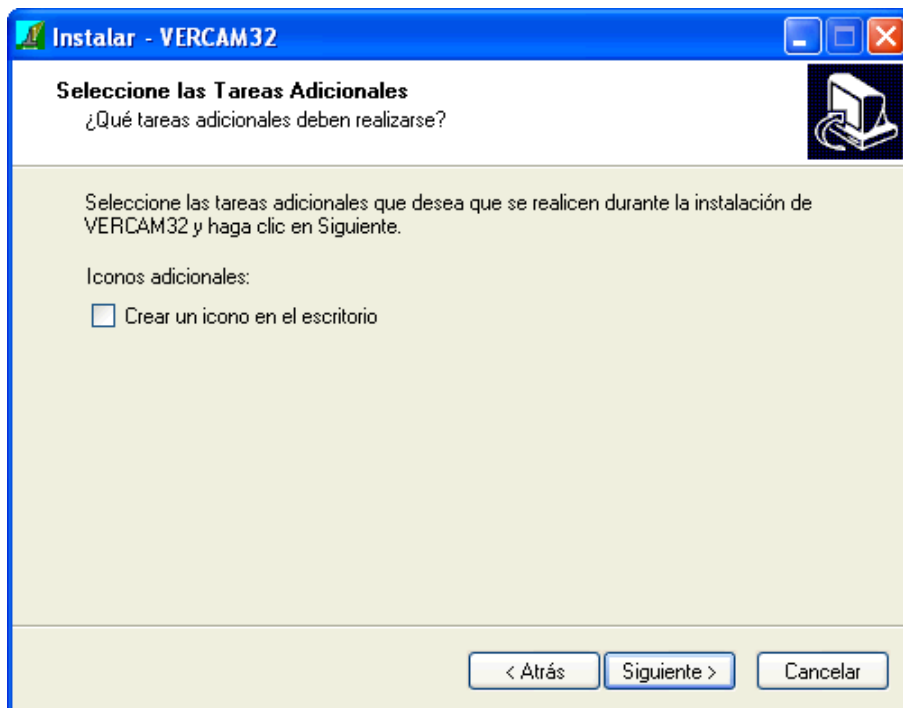 Instalar - VERCAM32
Seleccione las Tareas Adicionales
¿Qué tareas adicionales deben realizarse?
Seleccione las tareas adicionales que desea que se realicen durante la instalación de
VERCAM32 y haga clic en Siguiente.
Iconos adicionales:
Crear un icono en el escritorio
< Atrás
Siguiente >
Cancelar